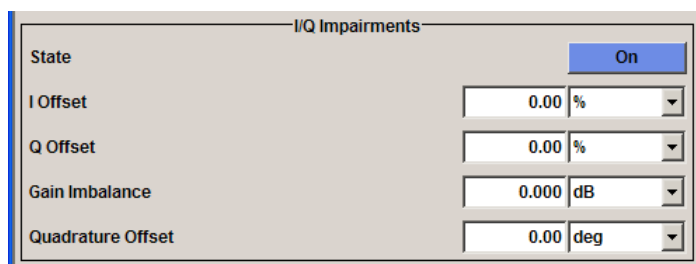 I/Q Impairments
State On
I Offset 0.00 %
Q Offset 0.00 %
Gain Imbalance 0.000 dB
Quadrature Offset 0.00 deg